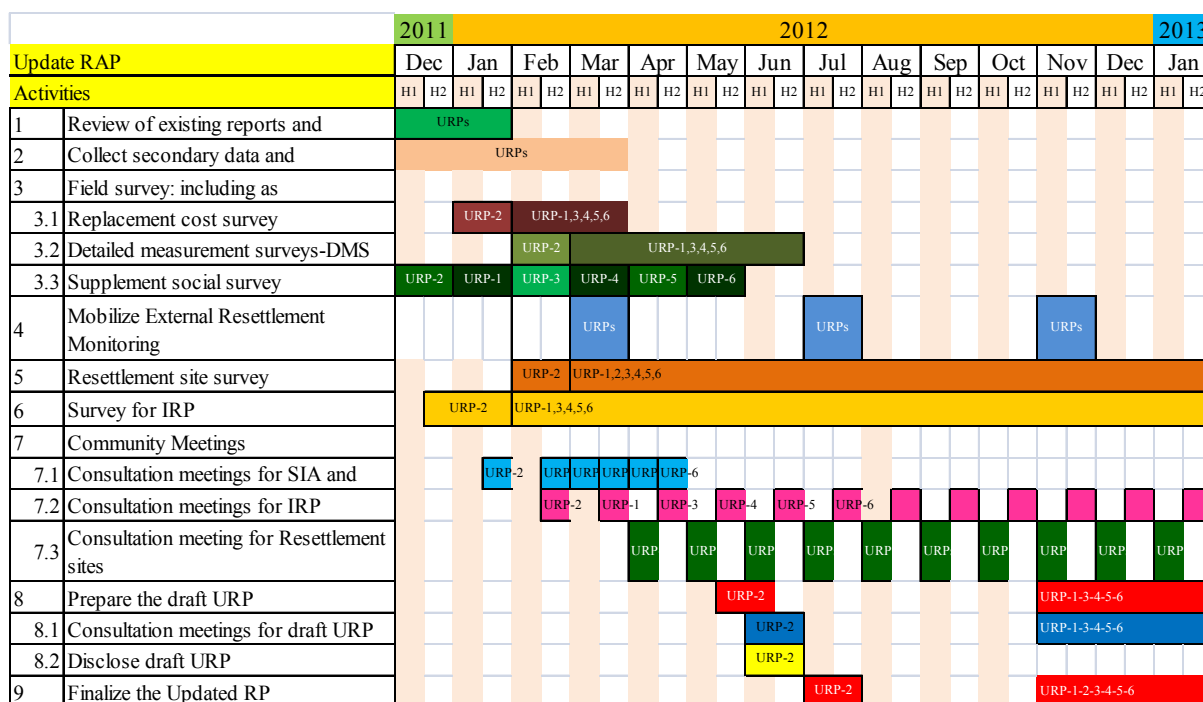 2011 2012 2013
Update RAP Dec Jan Feb Mar Apr May Jun Jul Aug Sep Oct Nov Dec Jan
Activities H1 H2 H1 H2 H1 H2 H1 H2 H1 H2 H1 H2 H1 H2 H1 H2 H1 H2 H1 H2 H1 H2 H1 H2 H1 H2 H1 H2
1 Review of existing reports and URPs
2 Collect secondary data and URPs
3 Field survey: including as
3.1 Replacement cost survey URP-2 URP-1,3,4,5,6
3.2 Detailed measurement surveys-DMS URP-2 URP-1,3,4,5,6
3.3 Supplement social survey URP-2 URP-1 URP-3 URP-4 URP-5 URP-6
4 Mobilize External Resettlement
Monitoring URPs URPs URPs
5 Resettlement site survey URP-2 URP-1,2,3,4,5,6
6 Survey for IRP URP-2 URP-1,3,4,5,6
7 Community Meetings
7.1 Consultation meetings for SIA and URP-2 URP URP URP URP URP-6
7.2 Consultation meetings for IRP URP-2 URP-1 URP-3 URP-4 URP-5 URP-6
7.3 Consultation meeting for Resettlement
sites URP URP URP URP URP URP URP URP URP URP
8 Prepare the draft URP URP-2 URP-1-3-4-5-6
8.1 Consultation meetings for draft URP URP-2 URP-1-3-4-5-6
8.2 Disclose draft URP URP-2
9 Finalize the Updated RP URP-2 URP-1-2-3-4-5-6